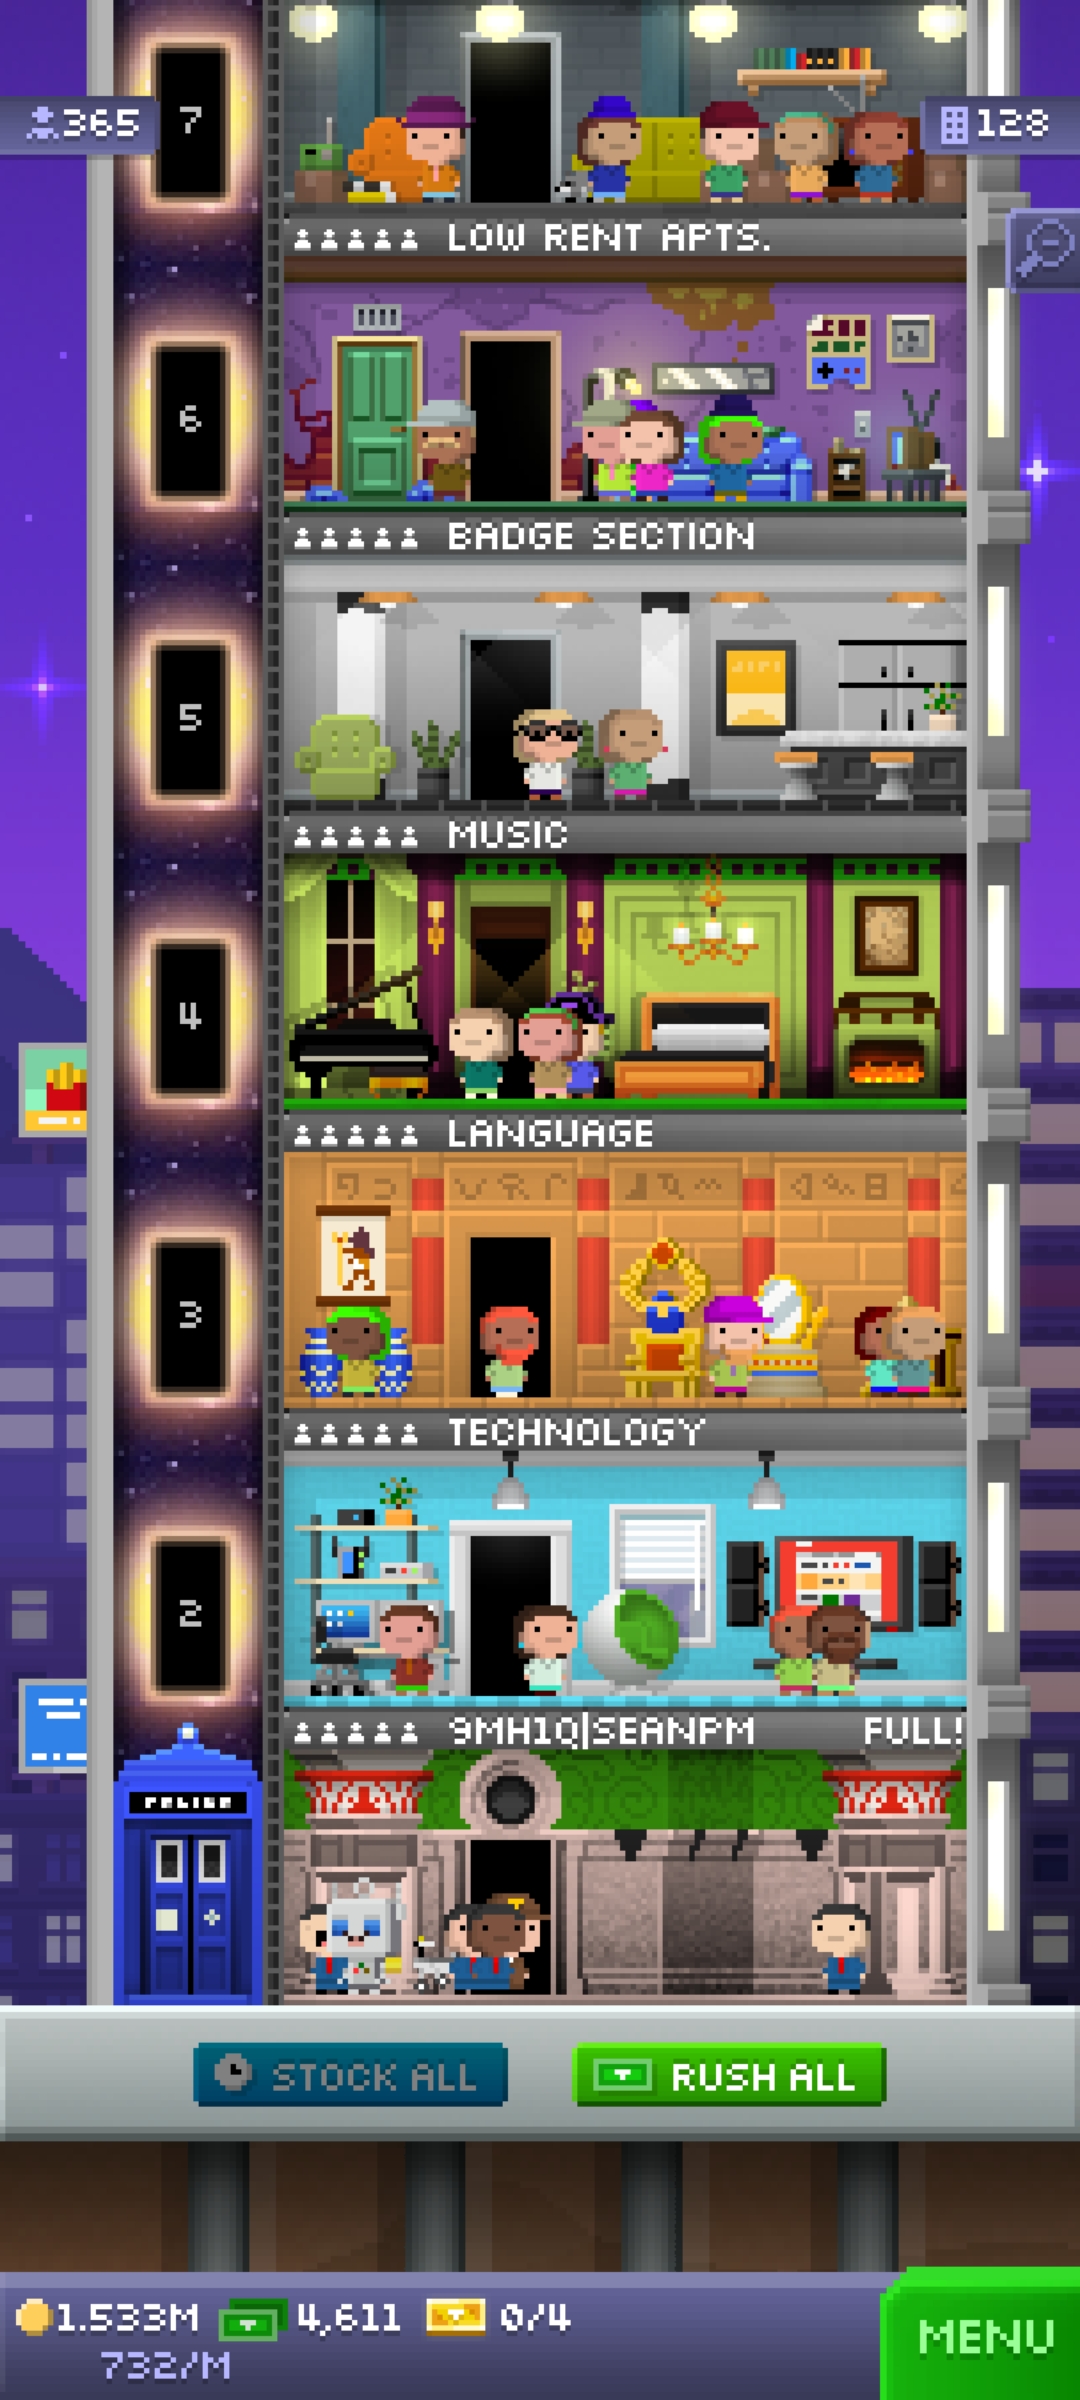 7
365
128
LOW RENT APTS.
6
BADGE SECTION
5
MUSIC
4
LANGUAGE
3
TECHNOLOGY
2
9MH1Q|SEANPM FULL!
POLICE
STOCK ALL
RUSH ALL
1.533M 4,611 0/4
732/M
MENU